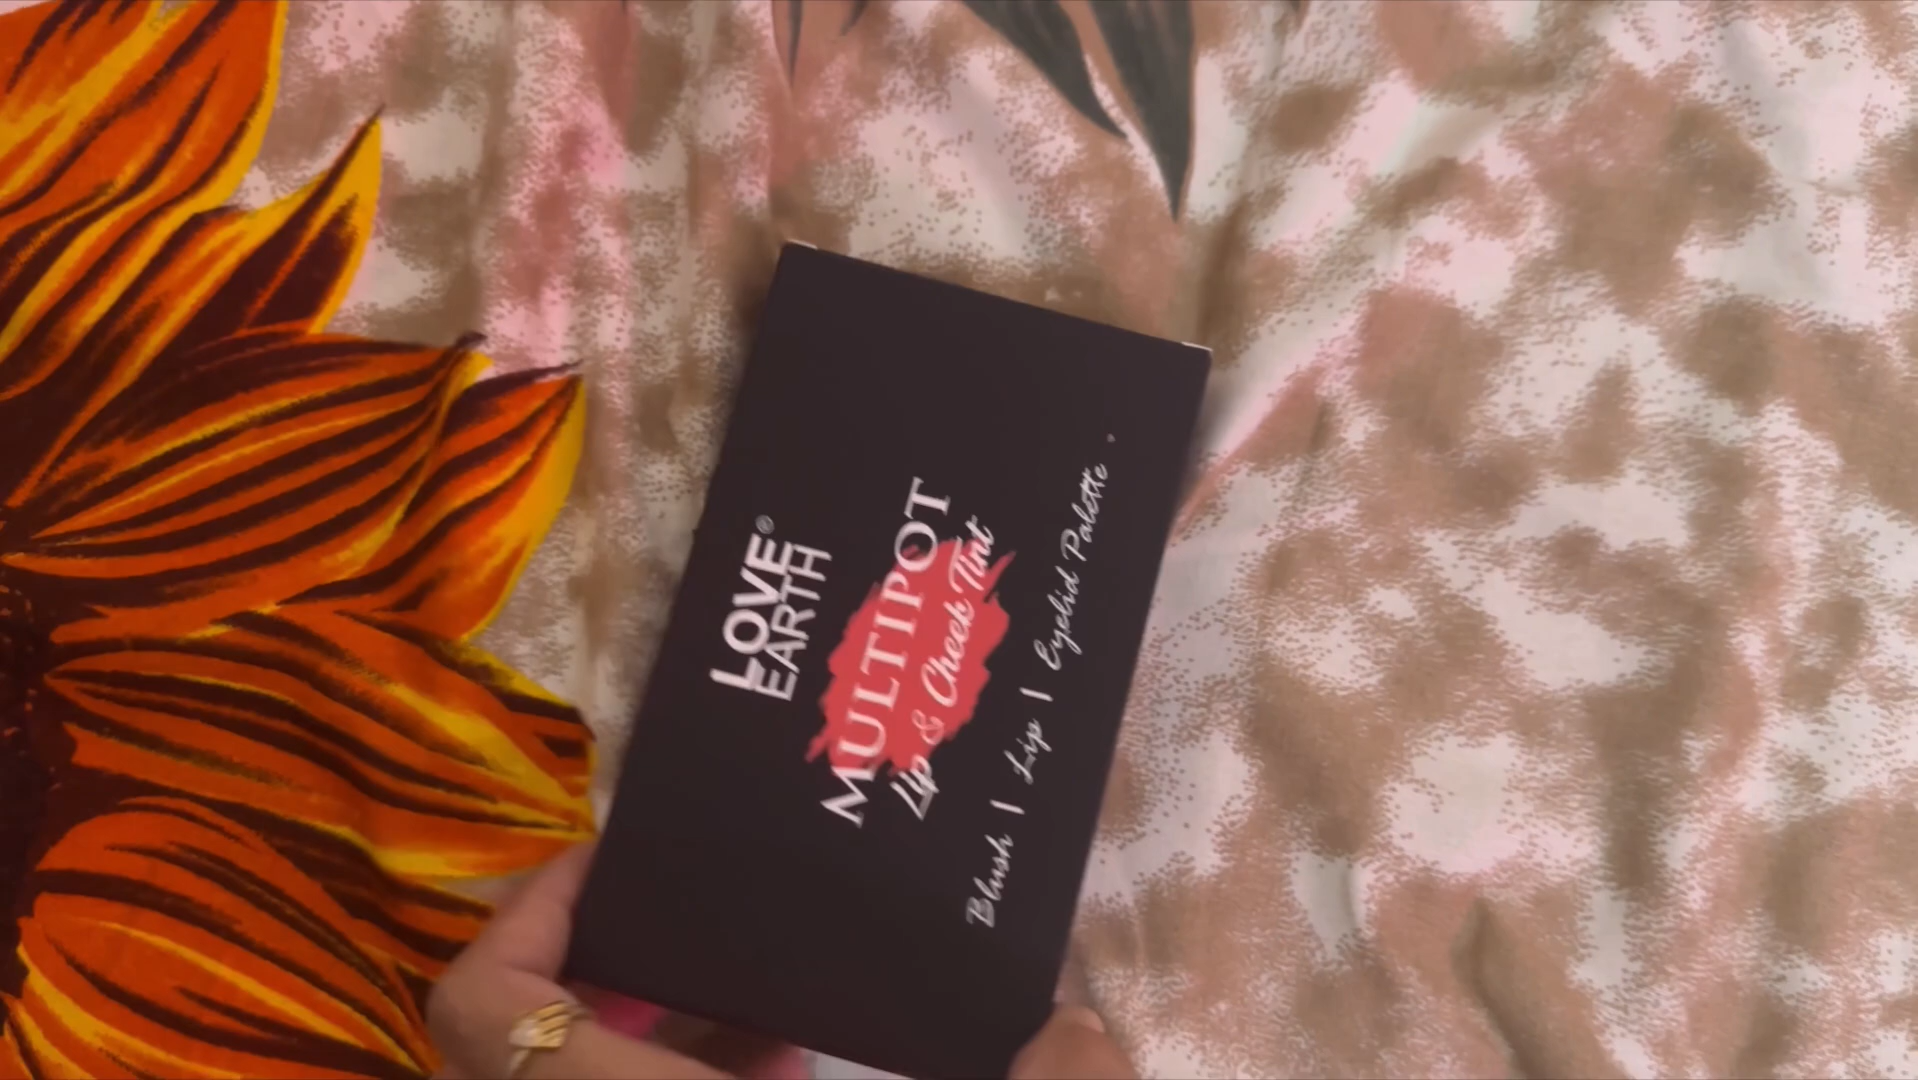 LOVE®
EARTH
MULTIPOT
Lip & Cheek Tint
Blush | Lip | Eyelid Palette .